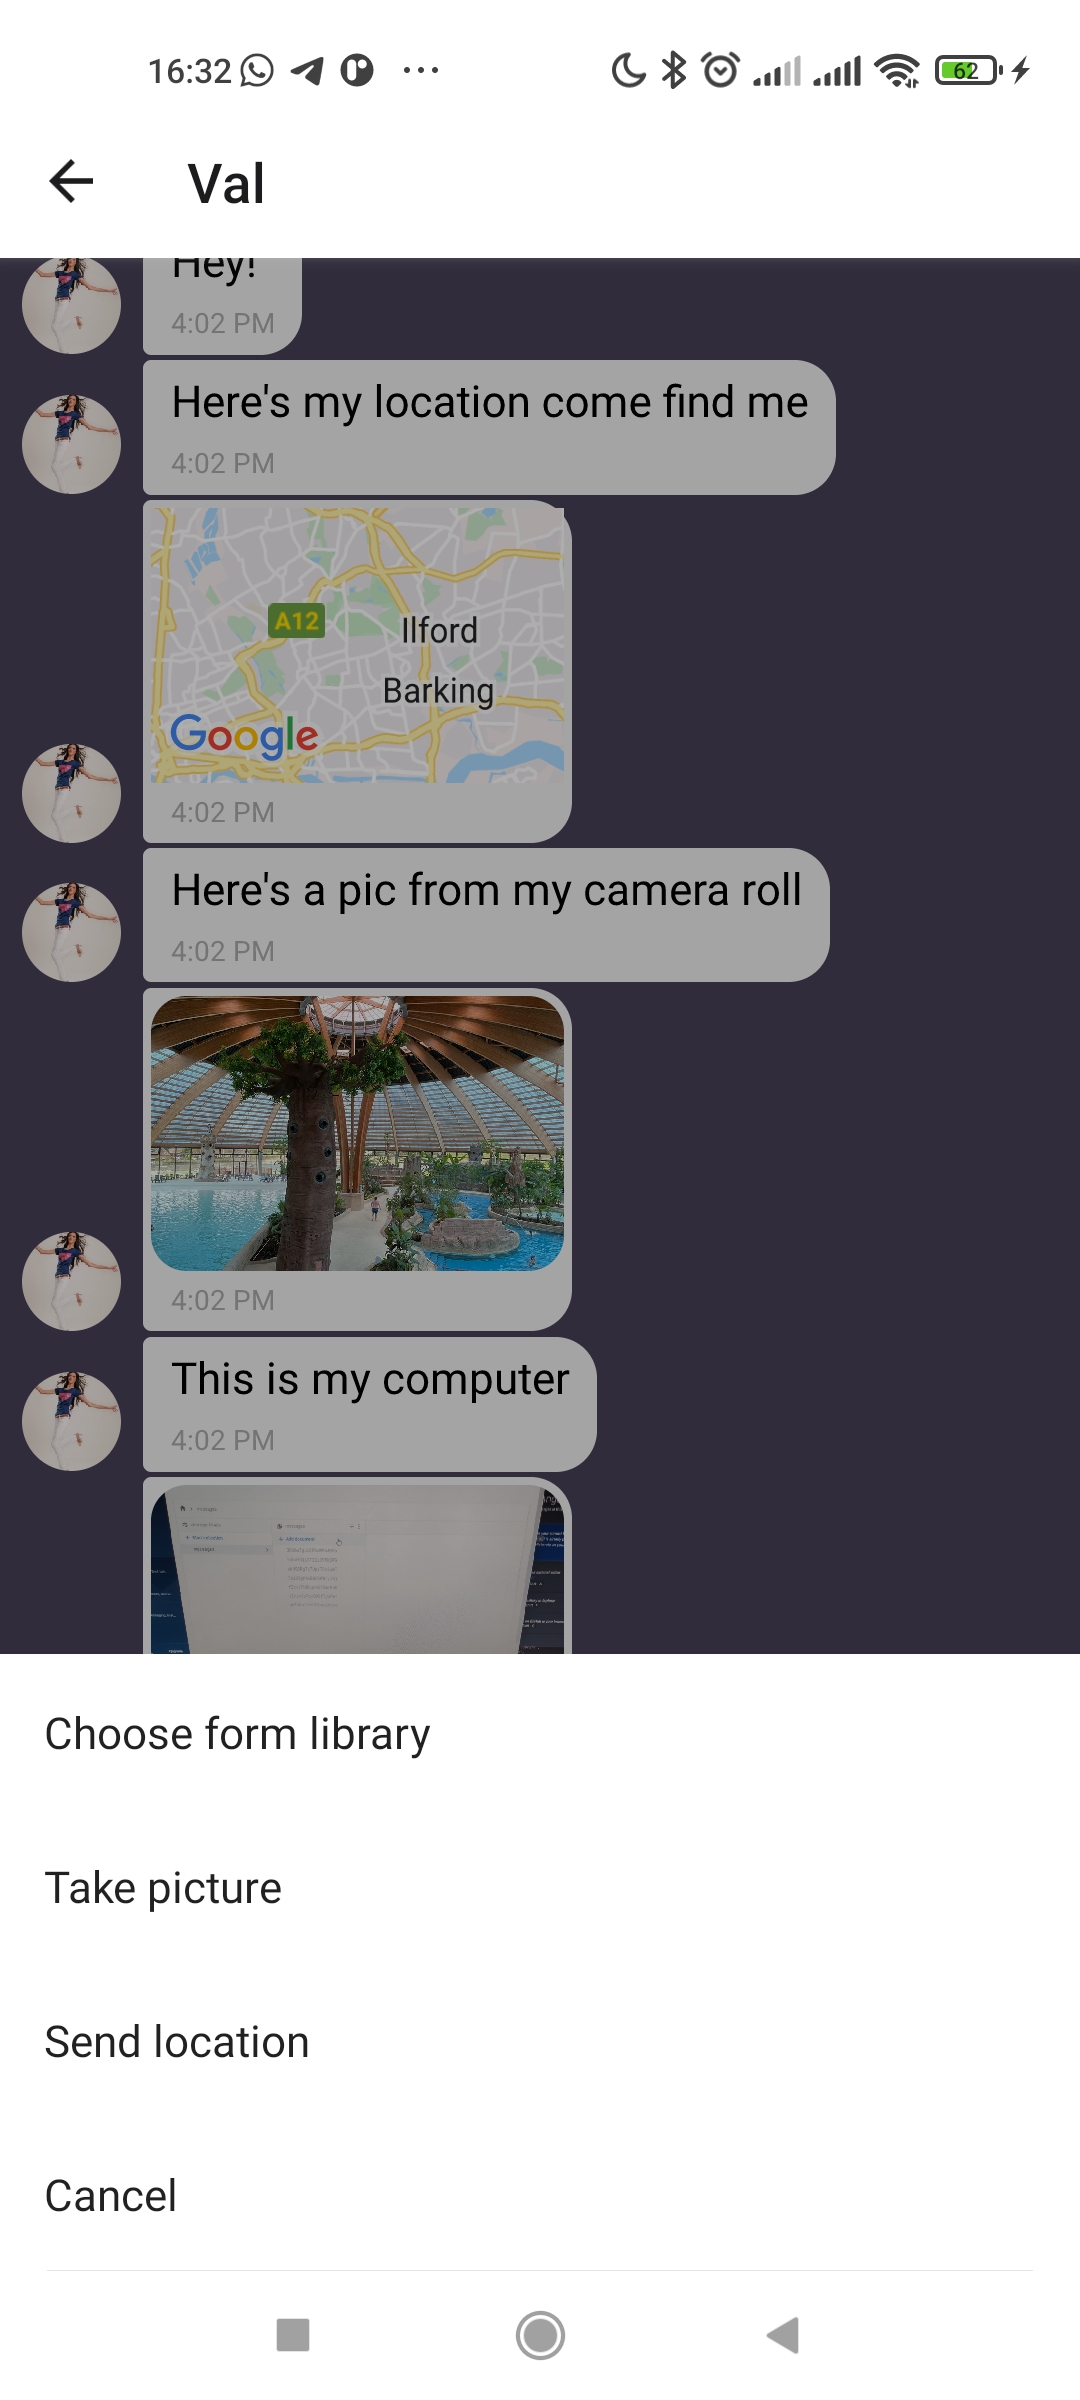 16:32
62
Val
Hey!
4:02 PM
Here's my location come find me
4:02 PM
A12
Ilford
Barking
Google
4:02 PM
Here's a pic from my camera roll
4:02 PM
4:02 PM
This is my computer
4:02 PM
Choose form library
Take picture
Send location
Cancel